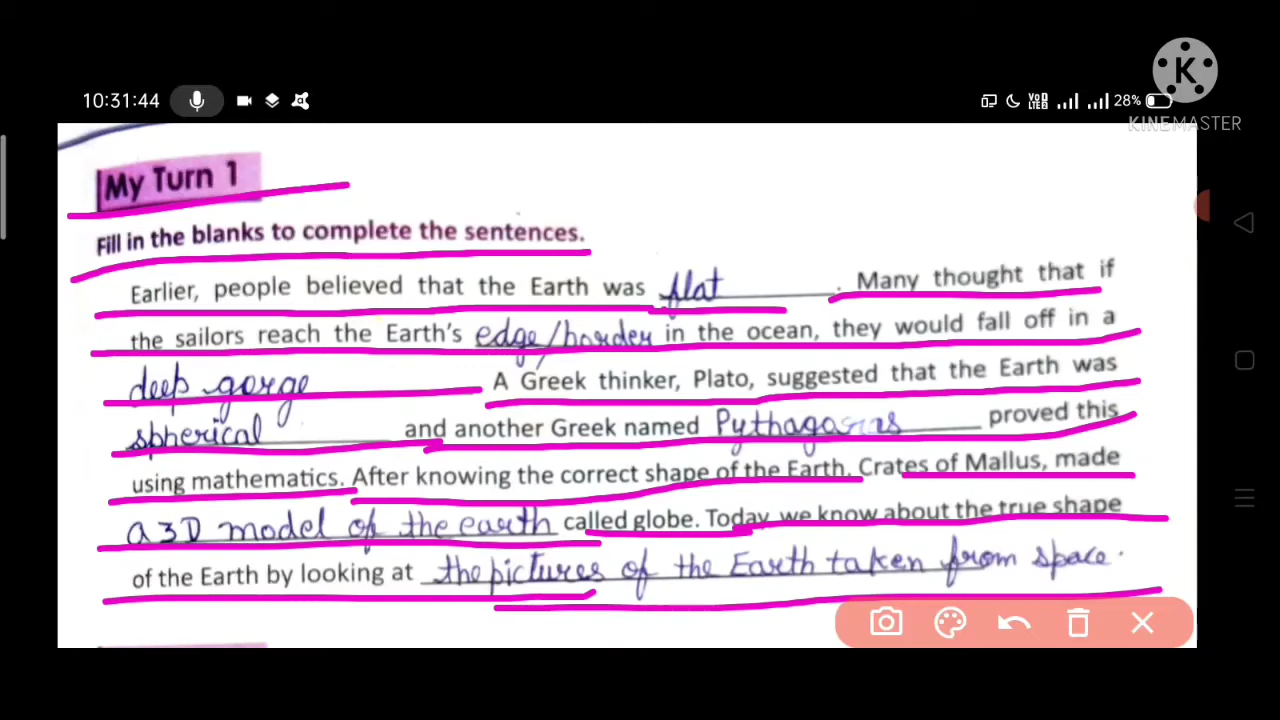 10:31:44
Vo LTE 28%
K
KINEMASTER
My Turn 1
Fill in the blanks to complete the sentences.
Earlier, people believed that the Earth was flat. Many thought that if
the sailors reach the Earth's edge/border in the ocean, they would fall off in a
deep gorge A Greek thinker, Plato, suggested that the Earth was
spherical and another Greek named Pythagoras proved this
using mathematics. After knowing the correct shape of the Earth, Crates of Mallus, made
a 3D model of the earth called globe. Today, we know about the true shape
of the Earth by looking at the pictures of the Earth taken from space.